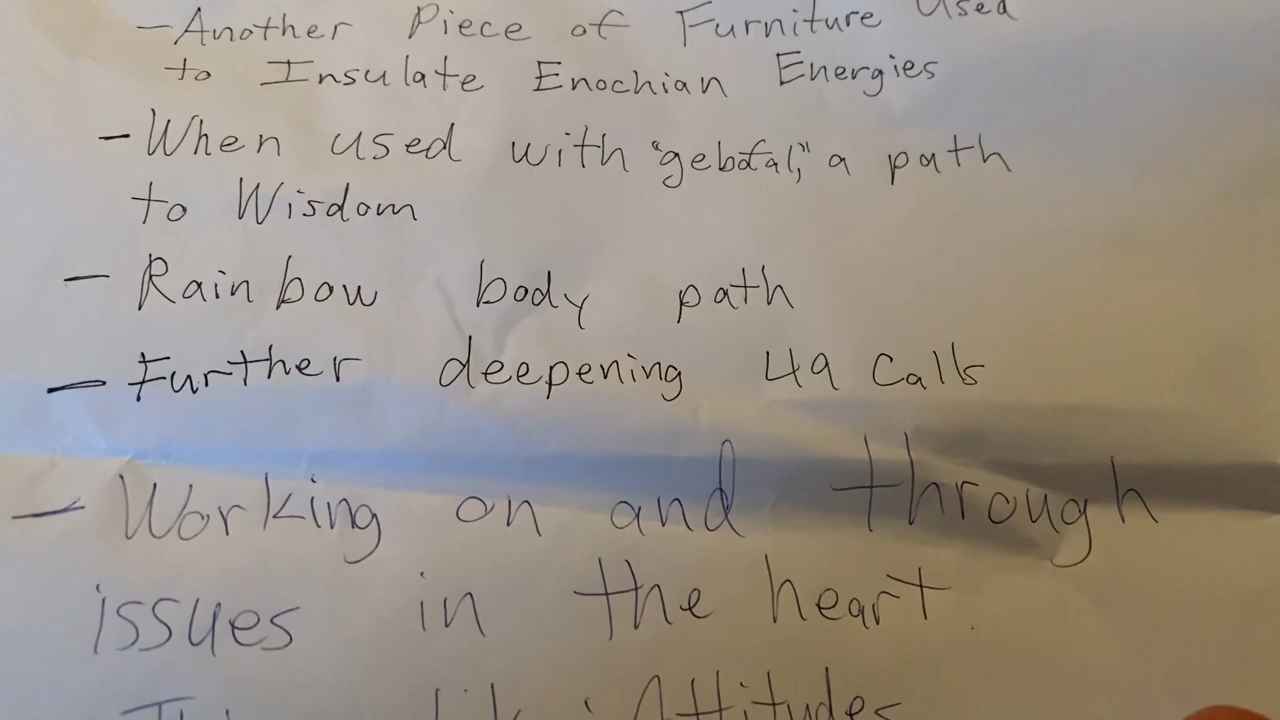 - Another Piece of Furniture Used
to Insulate Enochian Energies
- When used with "gebofal," a path
to Wisdom
- Rainbow body path
- Further deepening 49 Calls
- Working on and through
issues in the heart.
Attitudes